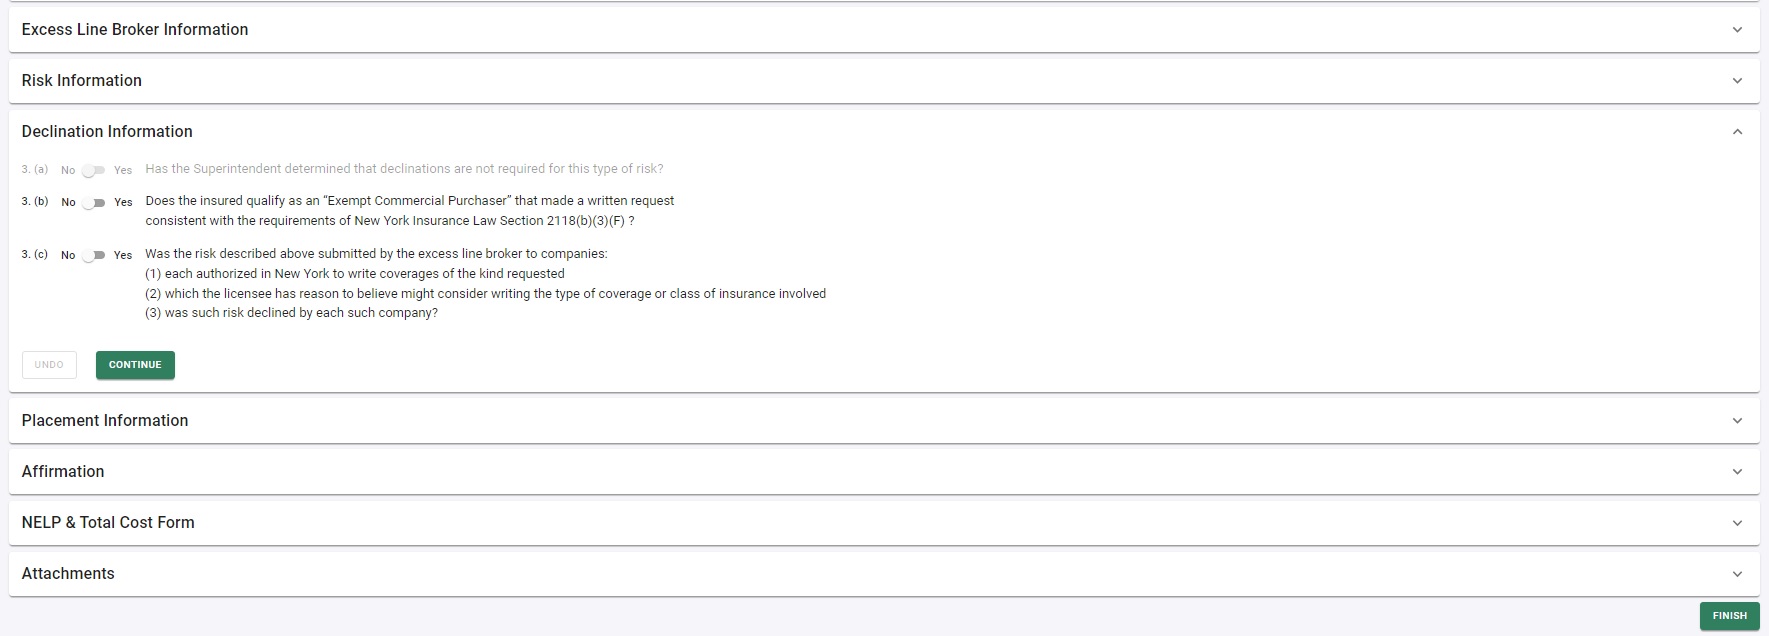 Excess Line Broker Information
Risk Information
Declination Information
3. (a) No Yes Has the Superintendent determined that declinations are not required for this type of risk?
3. (b) No Yes Does the insured qualify as an “Exempt Commercial Purchaser” that made a written request
consistent with the requirements of New York Insurance Law Section 2118(b)(3)(F) ?
3. (c) No Yes Was the risk described above submitted by the excess line broker to companies:
(1) each authorized in New York to write coverages of the kind requested
(2) which the licensee has reason to believe might consider writing the type of coverage or class of insurance involved
(3) was such risk declined by each such company?
UNDO CONTINUE
Placement Information
Affirmation
NELP & Total Cost Form
Attachments
FINISH